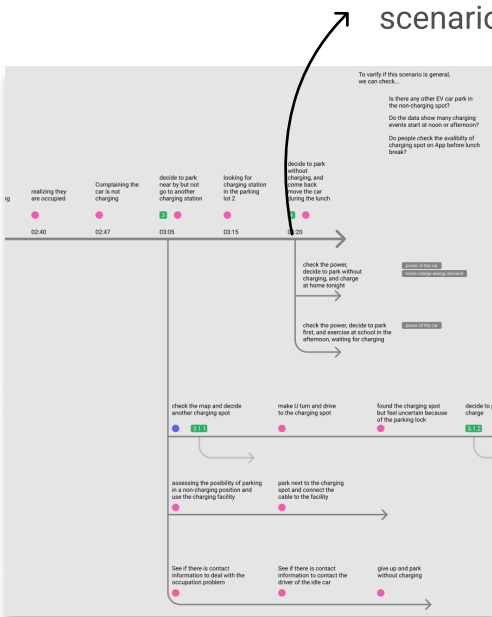 scenario
To varify if this scenario is general,
we can check...
Is there any other EV car park in
the non-charging spot?
Do the data show many charging
events start at noon or afternoon?
Do people check the availiblity of
charging spot on App before lunch
break?
realizing they
are occupied
Complaining the
car is not
charging
decide to park
near by but not
go to another
charging station
looking for
charging station
in the parking
lot 2
decide to park
without
charging, and
come back
move the car
during the lunch
3
02:40
02:47
03:05
03:15
check the power,
decide to park without
charging, and charge
at home tonight
power of the car
home charge energy demand
check the power, decide to park
first, and exercise at school in the
afternoon, waiting for charging
power of the car
check the map and decide
another charging spot
make U turn and drive
to the charging spot
found the charging spot
but feel uncertain because
of the parking lock
decide to
charge
3.1.1
3.1.2
assessing the posibility of parking
in a non-charging position and
use the charging facility
park next to the charging
spot and connect the
cable to the facility
See if there is contact
information to deal with the
occupation problem
See if there is contact
information to contact the
driver of the idle car
give up and park
without charging